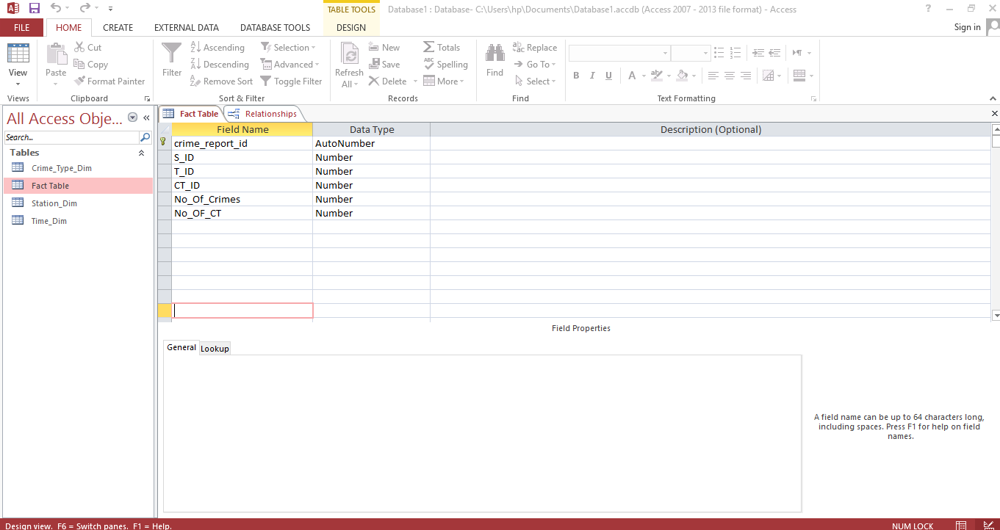 TABLE TOOLS
Database1 : Database- C:\Users\hp\Documents\Database1.accdb (Access 2007 - 2013 file format) - Access
?
FILE
HOME
CREATE
EXTERNAL DATA
DATABASE TOOLS
DESIGN
Sign in
View
Views
Paste
Cut
Copy
Format Painter
Clipboard
Filter
Ascending
Descending
Remove Sort
Selection
Advanced
Toggle Filter
Sort & Filter
Refresh
All
New
Save
Delete
Totals
Spelling
More
Records
Find
Replace
Go To
Select
Find
B I U A
Text Formatting
All Access Obje...
Search...
Tables
Crime_Type_Dim
Fact Table
Station_Dim
Time_Dim
Fact Table
Relationships
Field Name Data Type Description (Optional)
crime_report_id AutoNumber
S_ID Number
T_ID Number
CT_ID Number
No_Of_Crimes Number
No_OF_CT Number
Field Properties
General
Lookup
A field name can be up to 64 characters long,
including spaces. Press F1 for help on field
names.
Design view. F6 = Switch panes. F1 = Help.
NUM LOCK